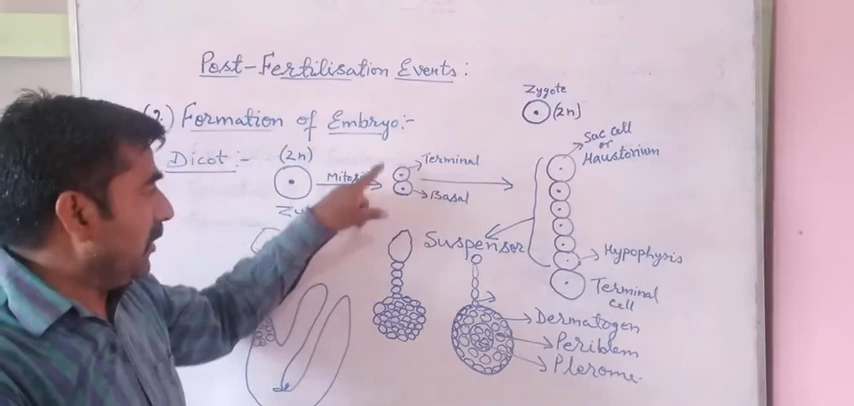 Post-Fertilisation Events:
Zygote
(2n)
2.) Formation of Embryo:-
Sac cell
or
Haustorium
Dicot:-
(2n)
Terminal
Basal
Suspensor
Hypophysis
Terminal
cell
Dermatogen
Periblem
Plerome